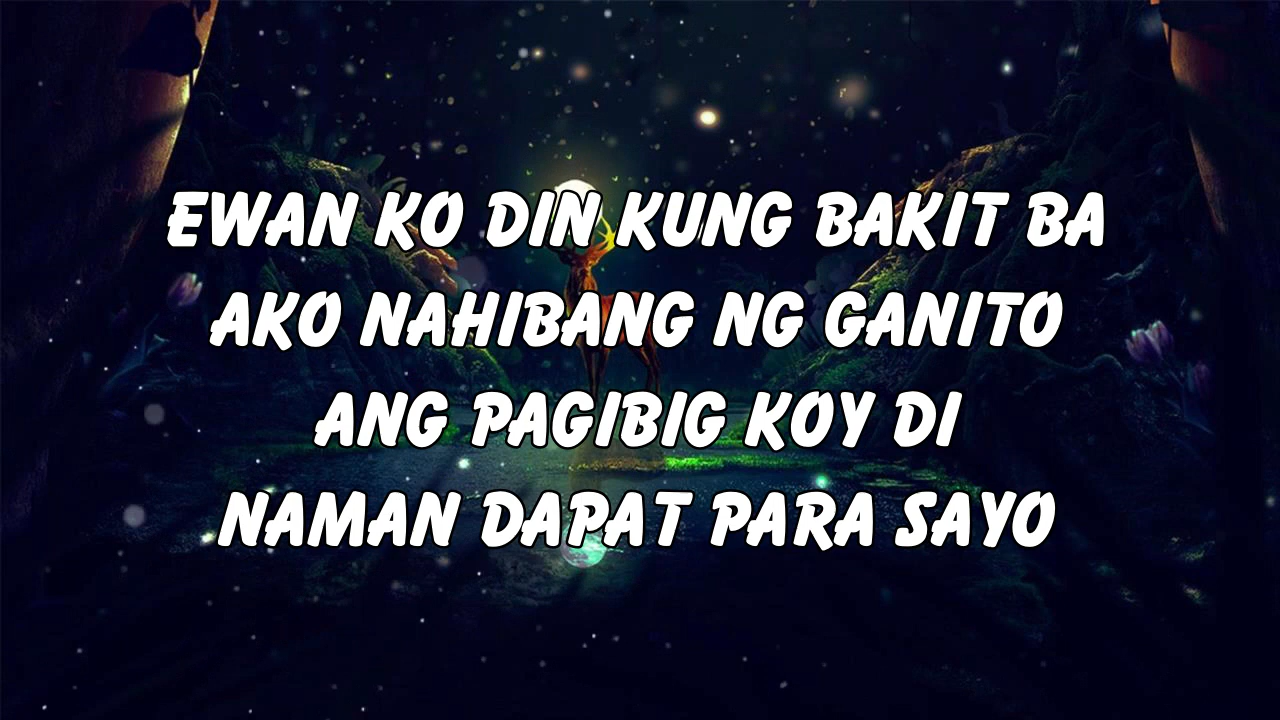 EWAN KO DIN KUNG BAKIT BA
AKO NAHIBANG NG GANITO
ANG PAGIBIG KOY DI
NAMAN DAPAT PARA SAYO